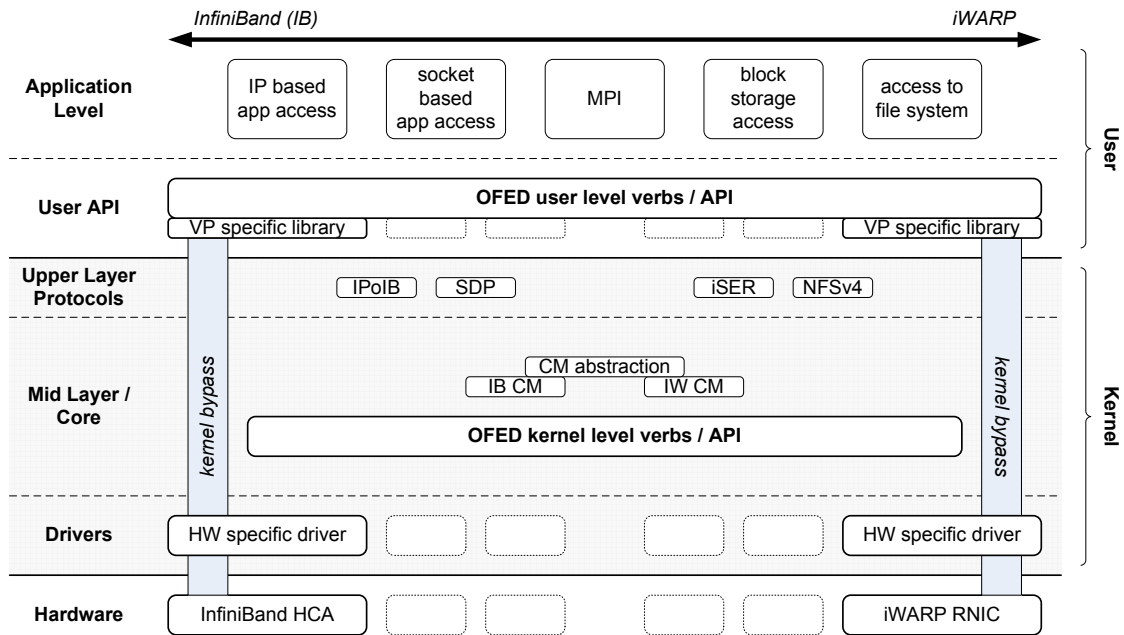 InfiniBand (IB)
iWARP
Application
Level
IP based
app access
socket
based
app access
MPI
block
storage
access
access to
file system
User
User API
OFED user level verbs / API
VP specific library
VP specific library
Upper Layer
Protocols
IPoIB
SDP
iSER
NFSv4
kernel bypass
kernel bypass
Kernel
Mid Layer /
Core
CM abstraction
IB CM
IW CM
OFED kernel level verbs / API
Drivers
HW specific driver
HW specific driver
Hardware
InfiniBand HCA
iWARP RNIC